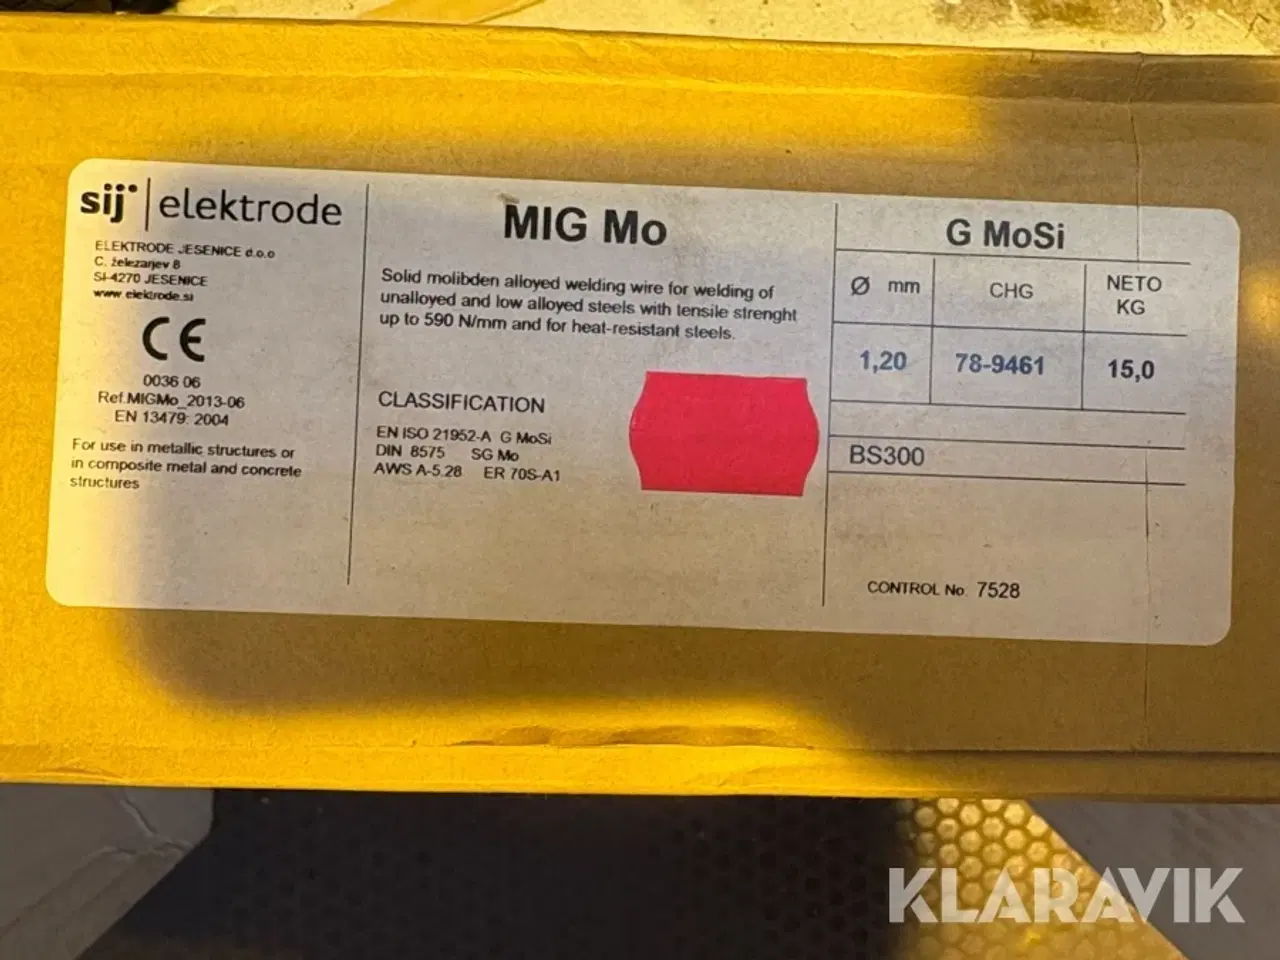 sij elektrode
ELEKTRODE JESENICE d.o.o
C. železarjev 8
SI-4270 JESENICE
www.elektrode.si
CE
0036 06
Ref.MIGMo_2013-06
EN 13479: 2004
For use in metallic structures or
in composite metal and concrete
structures
MIG Mo
Solid molibden alloyed welding wire for welding of
unalloyed and low alloyed steels with tensile strenght
up to 590 N/mm and for heat-resistant steels.
CLASSIFICATION
EN ISO 21952-A G MoSi
DIN 8575 SG Mo
AWS A-5.28 ER 70S-A1
G MoSi
Ø mm CHG NETO
KG
1,20 78-9461 15,0
BS300
CONTROL No: 7528
KLARAVIK